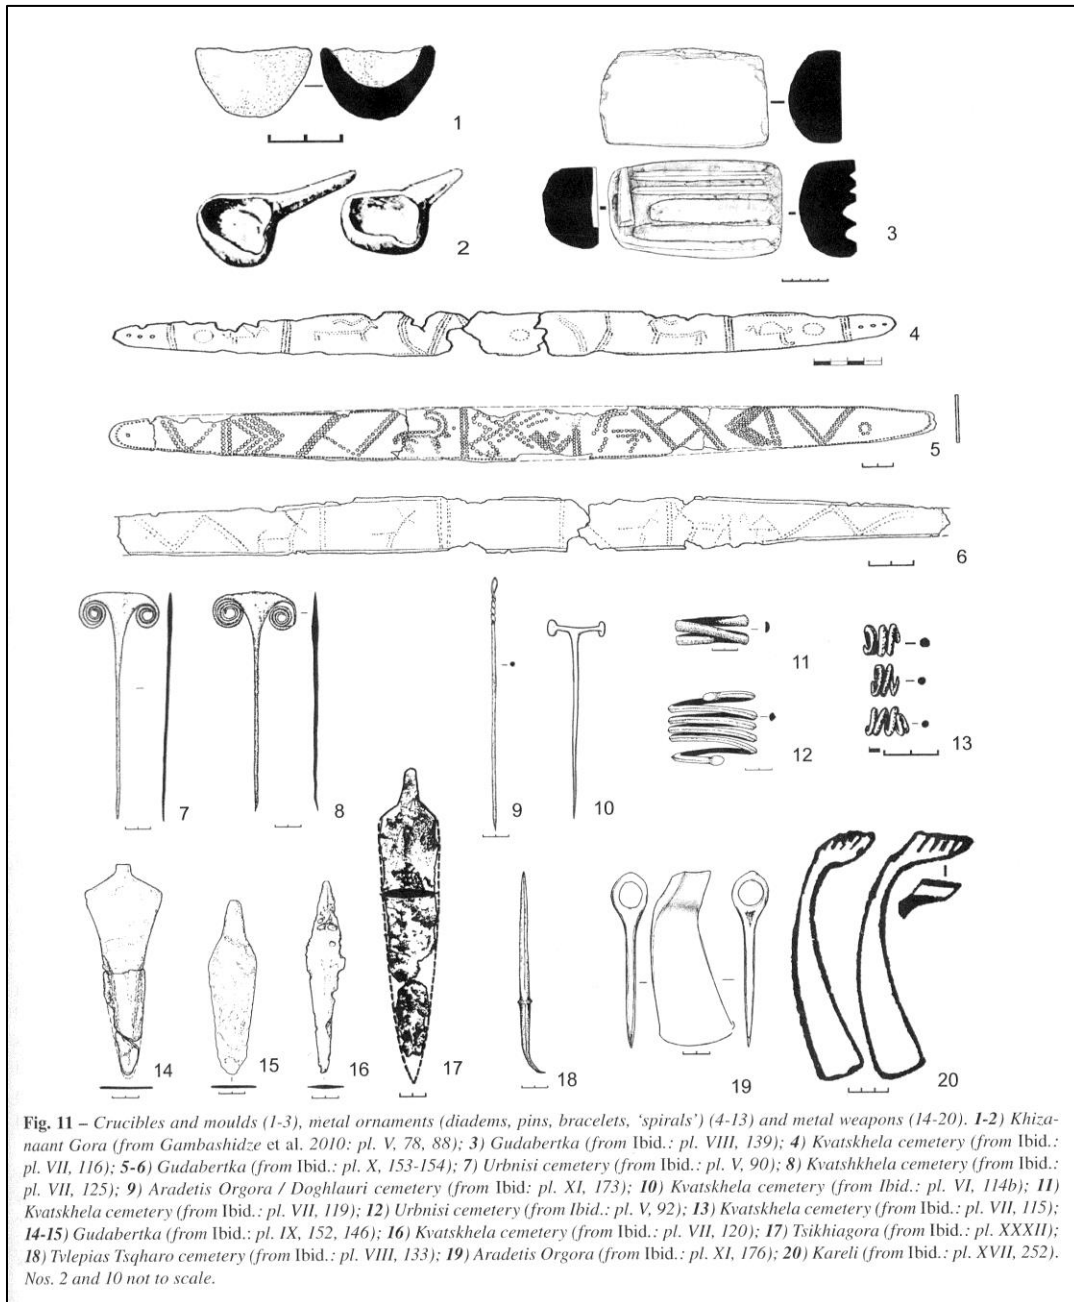 1
2
3
4
5
6
7
8
9
10
11
12
13
14
15
16
17
18
19
20
Fig. 11 – Crucibles and moulds (1-3), metal ornaments (diadems, pins, bracelets, ‘spirals’) (4-13) and metal weapons (14-20). 1-2) Khiza-
naant Gora (from Gambashidze et al. 2010: pl. V, 78, 88); 3) Gudabertka (from Ibid.: pl. VIII, 139); 4) Kvatskhela cemetery (from Ibid.:
pl. VII, 116); 5-6) Gudabertka (from Ibid.: pl. X, 153-154); 7) Urbnisi cemetery (from Ibid.: pl. V, 90); 8) Kvatshkhela cemetery (from Ibid.:
pl. VII, 125); 9) Aradetis Orgora / Doghlauri cemetery (from Ibid: pl. XI, 173); 10) Kvatskhela cemetery (from Ibid.: pl. VI, 114b); 11)
Kvatskhela cemetery (from Ibid.: pl. VII, 119); 12) Urbnisi cemetery (from Ibid.: pl. V, 92); 13) Kvatskhela cemetery (from Ibid.: pl. VII, 115);
14-15) Gudabertka (from Ibid.: pl. IX, 152, 146); 16) Kvatskhela cemetery (from Ibid.: pl. VII, 120); 17) Tsikhiagora (from Ibid.: pl. XXXII);
18) Tvlepias Tsqharo cemetery (from Ibid.: pl. VIII, 133); 19) Aradetis Orgora (from Ibid.: pl. XI, 176); 20) Kareli (from Ibid.: pl. XVII, 252).
Nos. 2 and 10 not to scale.